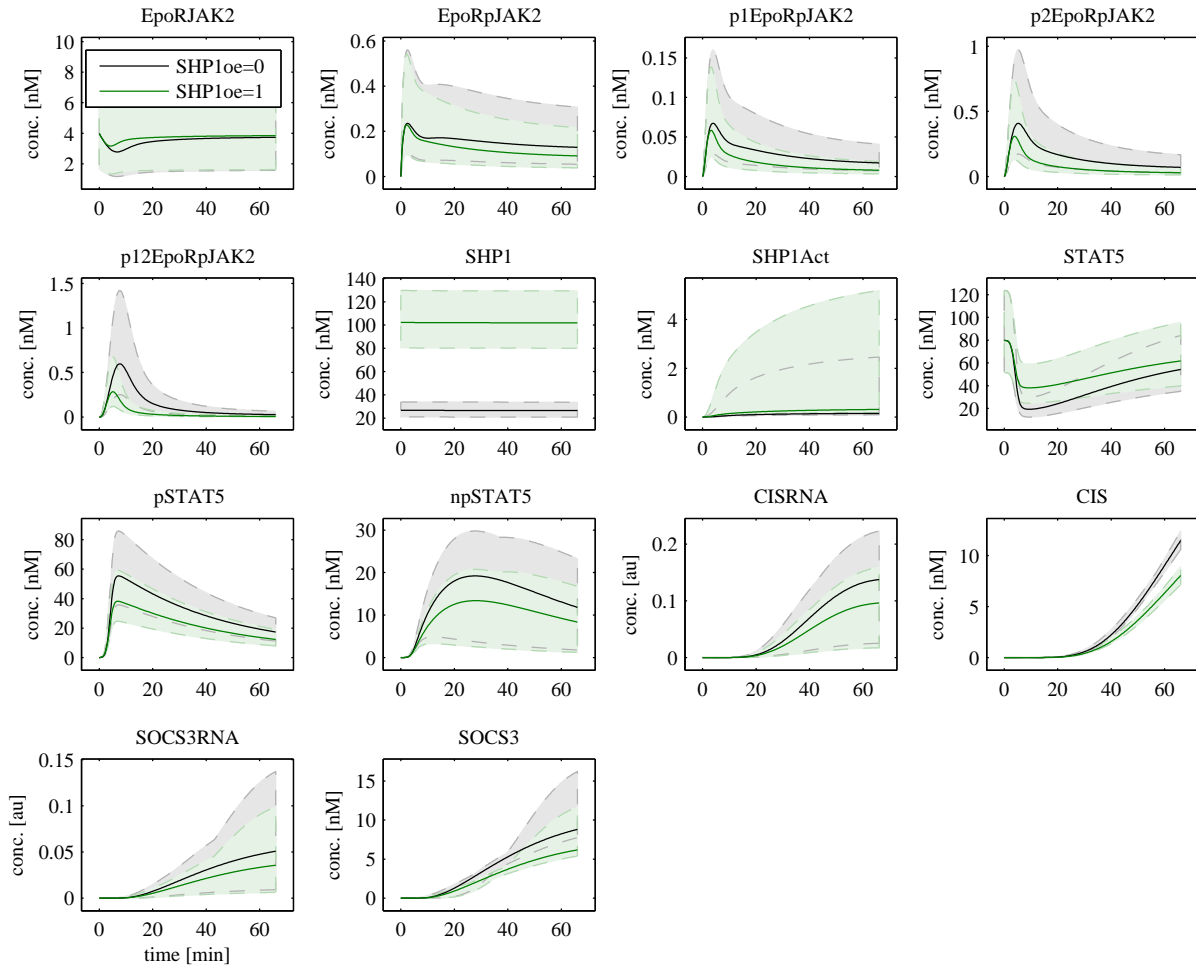 EpoRJAK2
EpoRpJAK2
p1EpoRpJAK2
p2EpoRpJAK2
conc. [nM]
10
8
6
4
2
SHP1oe=0
SHP1oe=1
0 20 40 60
conc. [nM]
0.6
0.4
0.2
0
0 20 40 60
conc. [nM]
0.15
0.1
0.05
0
0 20 40 60
conc. [nM]
1
0.5
0
0 20 40 60
p12EpoRpJAK2
SHP1
SHP1Act
STAT5
conc. [nM]
1.5
1
0.5
0
0 20 40 60
conc. [nM]
140
120
100
80
60
40
20
0 20 40 60
conc. [nM]
4
2
0
0 20 40 60
conc. [nM]
120
100
80
60
40
20
0 20 40 60
pSTAT5
npSTAT5
CISRNA
CIS
conc. [nM]
80
60
40
20
0
0 20 40 60
conc. [nM]
30
20
10
0
0 20 40 60
conc. [au]
0.2
0.1
0
0 20 40 60
conc. [nM]
10
5
0
0 20 40 60
SOCS3RNA
SOCS3
conc. [au]
0.15
0.1
0.05
0
0 20 40 60
time [min]
conc. [nM]
15
10
5
0
0 20 40 60